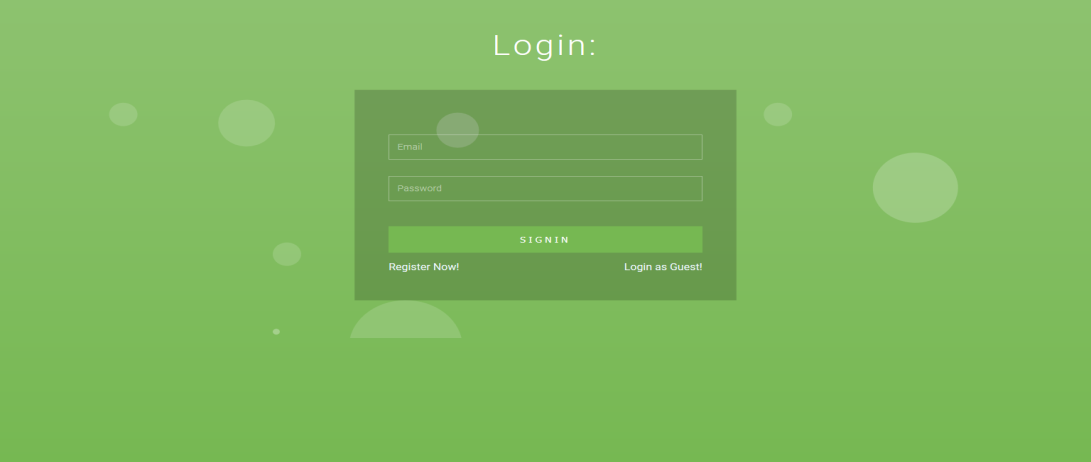 Login:
Email
Password
SIGNIN
Register Now! Login as Guest!